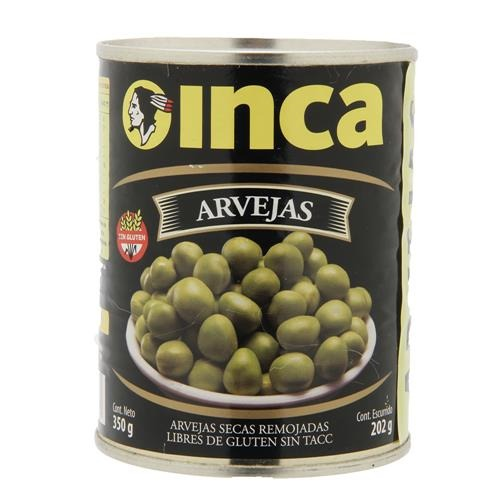 inca
ARVEJAS
SIN GLUTEN
Cont. Neto
350 g
ARVEJAS SECAS REMOJADAS
LIBRES DE GLUTEN SIN TACC
Cont. Escurrido
202 g